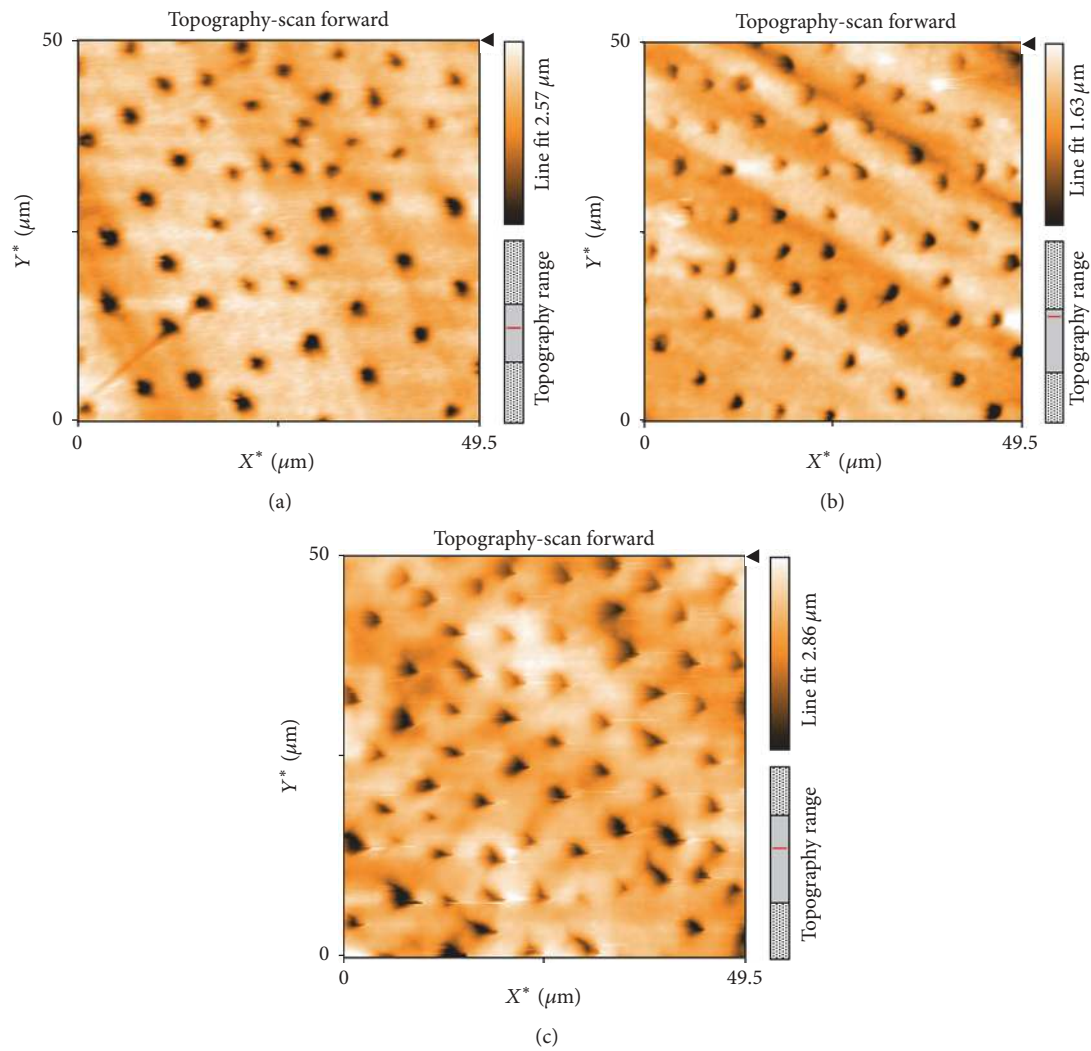 Topography-scan forward
50
Y* (μm)
0
0
49.5
X* (μm)
Line fit 2.57 μm
Topography range
(a)
Topography-scan forward
50
Y* (μm)
0
0
49.5
X* (μm)
Line fit 1.63 μm
Topography range
(b)
Topography-scan forward
50
Y* (μm)
0
0
49.5
X* (μm)
Line fit 2.86 μm
Topography range
(c)